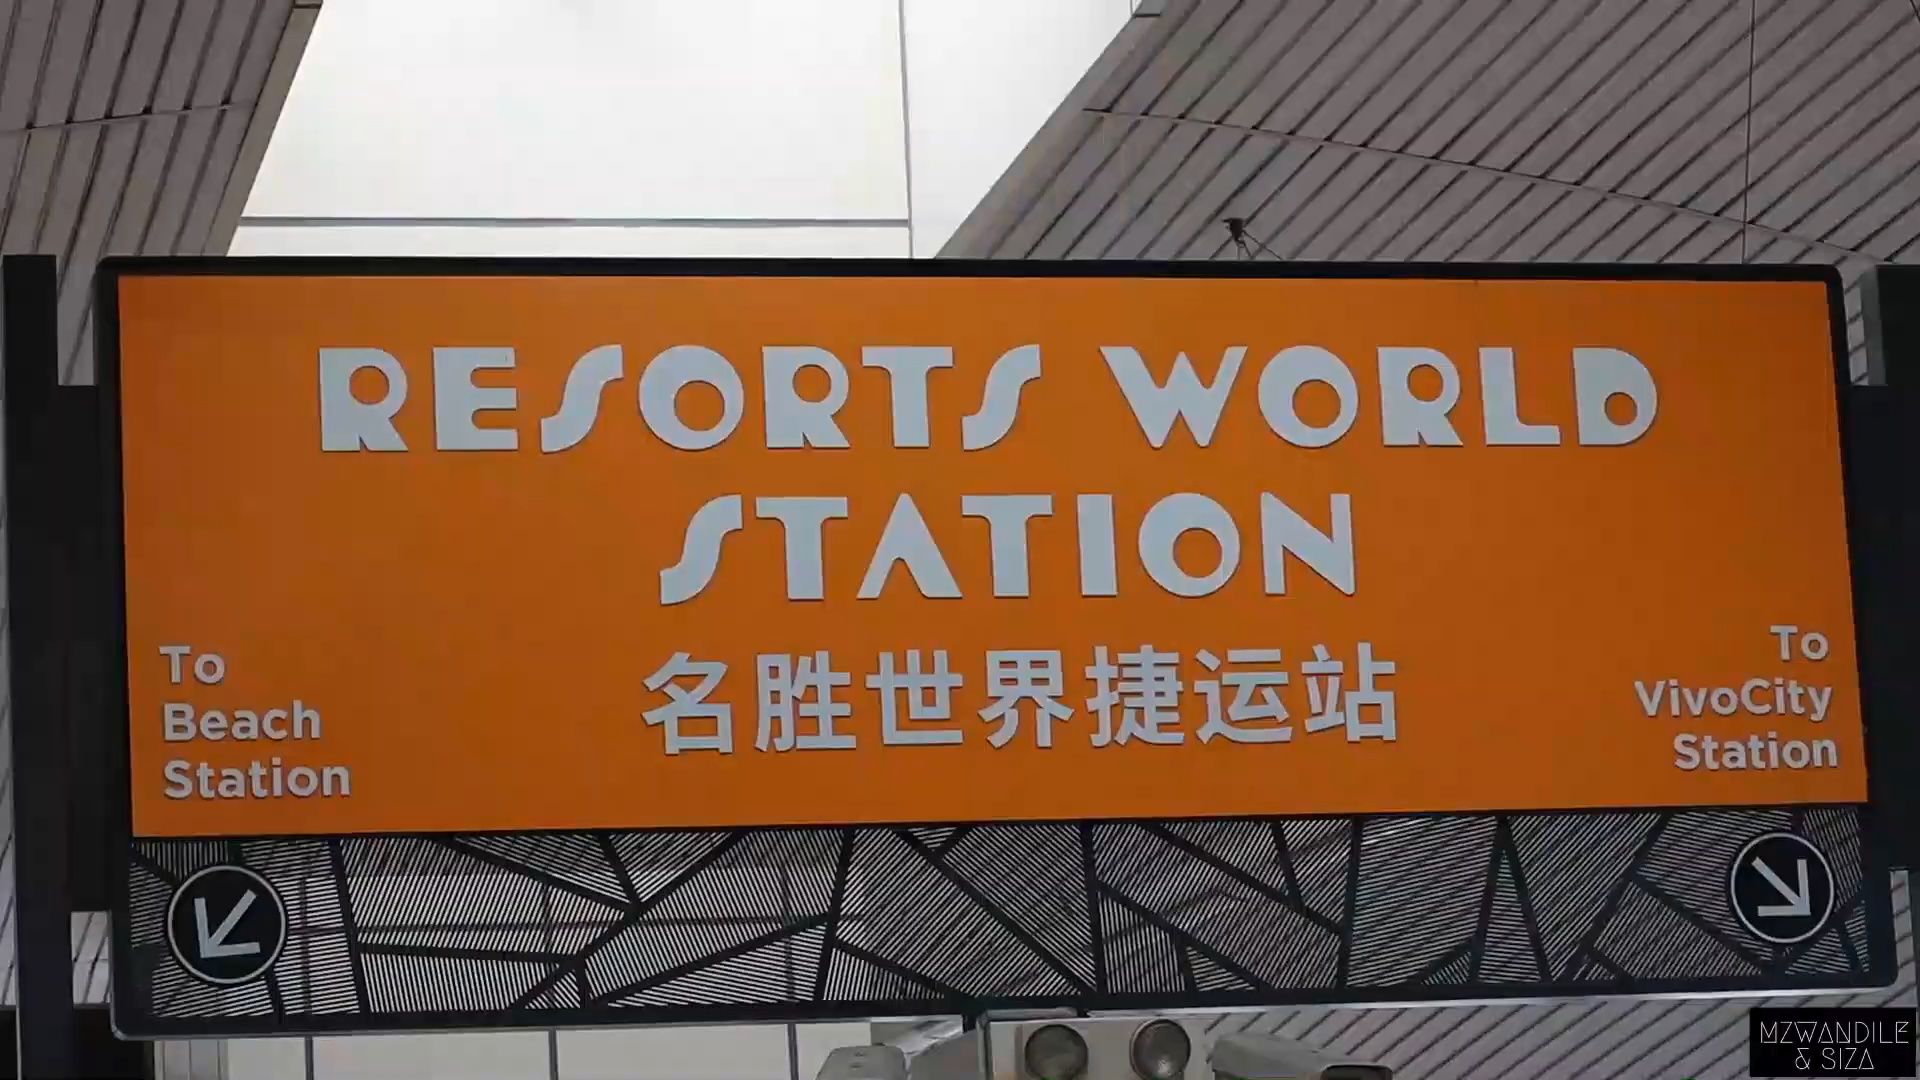 RESORTS WORLD
STATION
名胜世界捷运站
To
Beach
Station
To
VivoCity
Station
MZWANDILE
& SIZA